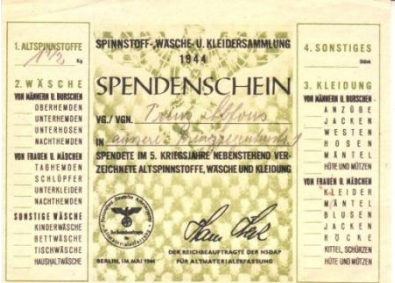 1. ALTSPINNSTOFFE
Kg
2. WÄSCHE
VON MÄNNERN U. BURSCHEN
OBERHEMDEN
UNTERHEMDEN
UNTERHOSEN
NACHTHEMDEN
VON FRAUEN U. MÄDCHEN
TAGHEMDEN
SCHLÜPFER
UNTERKLEIDER
NACHTHEMDEN
SONSTIGE WÄSCHE
KINDERWÄSCHE
BETTWÄSCHE
TISCHWÄSCHE
HAUSHALTWÄSCHE
SPINNSTOFF-, WÄSCHE- U. KLEIDERSAMMLUNG
1944
SPENDENSCHEIN
VG./VGN.
IN
SPENDETE IM 5. KRIEGSJAHRE NEBENSTEHEND VER-
ZEICHNETE ALTSPINNSTOFFE, WÄSCHE UND KLEIDUNG
DER REICHSBEAUFTRAGTE DER NSDAP
FÜR ALTMATERIALERFASSUNG
BERLIN, IM MAI 1944
4. SONSTIGES
3. KLEIDUNG
VON MÄNNERN U. BURSCHEN
ANZÜGE
JACKEN
WESTEN
HOSEN
MÄNTEL
HÜTE UND MÜTZEN
VON FRAUEN U. MÄDCHEN
KLEIDER
MÄNTEL
BLUSEN
JACKEN
RÖCKE
KITTEL, SCHÜRZEN
HÜTE UND MÜTZEN